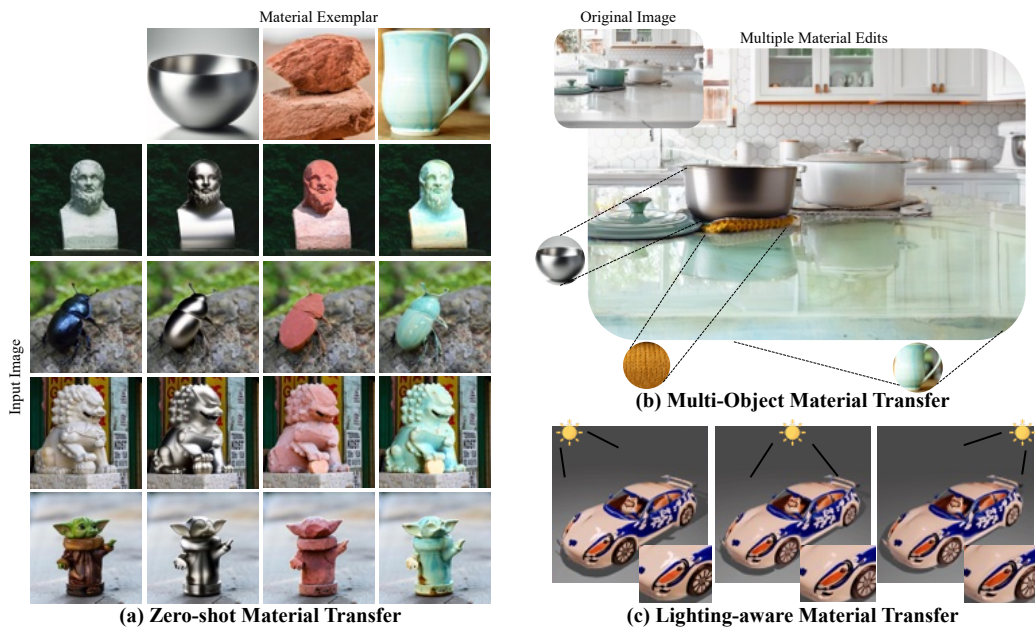 Material Exemplar
Input Image
(a) Zero-shot Material Transfer
Original Image
Multiple Material Edits
(b) Multi-Object Material Transfer
(c) Lighting-aware Material Transfer
KOST